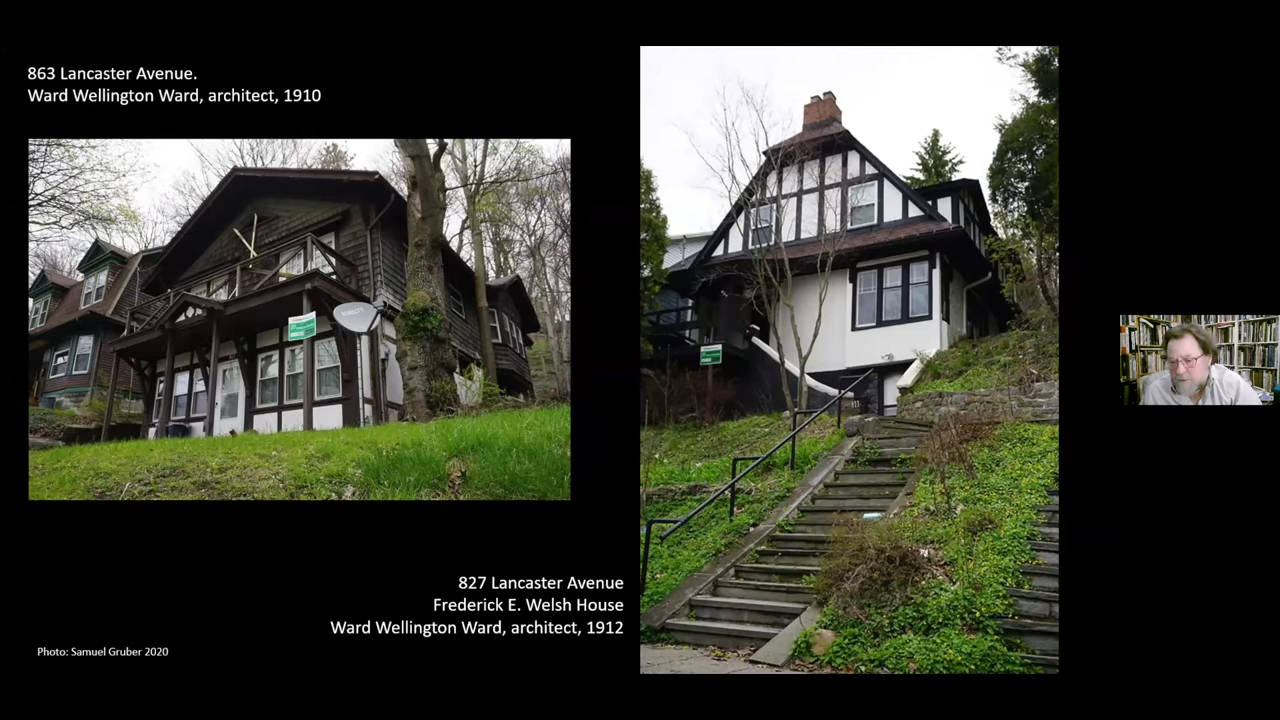 863 Lancaster Avenue.
Ward Wellington Ward, architect, 1910
827 Lancaster Avenue
Frederick E. Welsh House
Ward Wellington Ward, architect, 1912
Photo: Samuel Gruber 2020